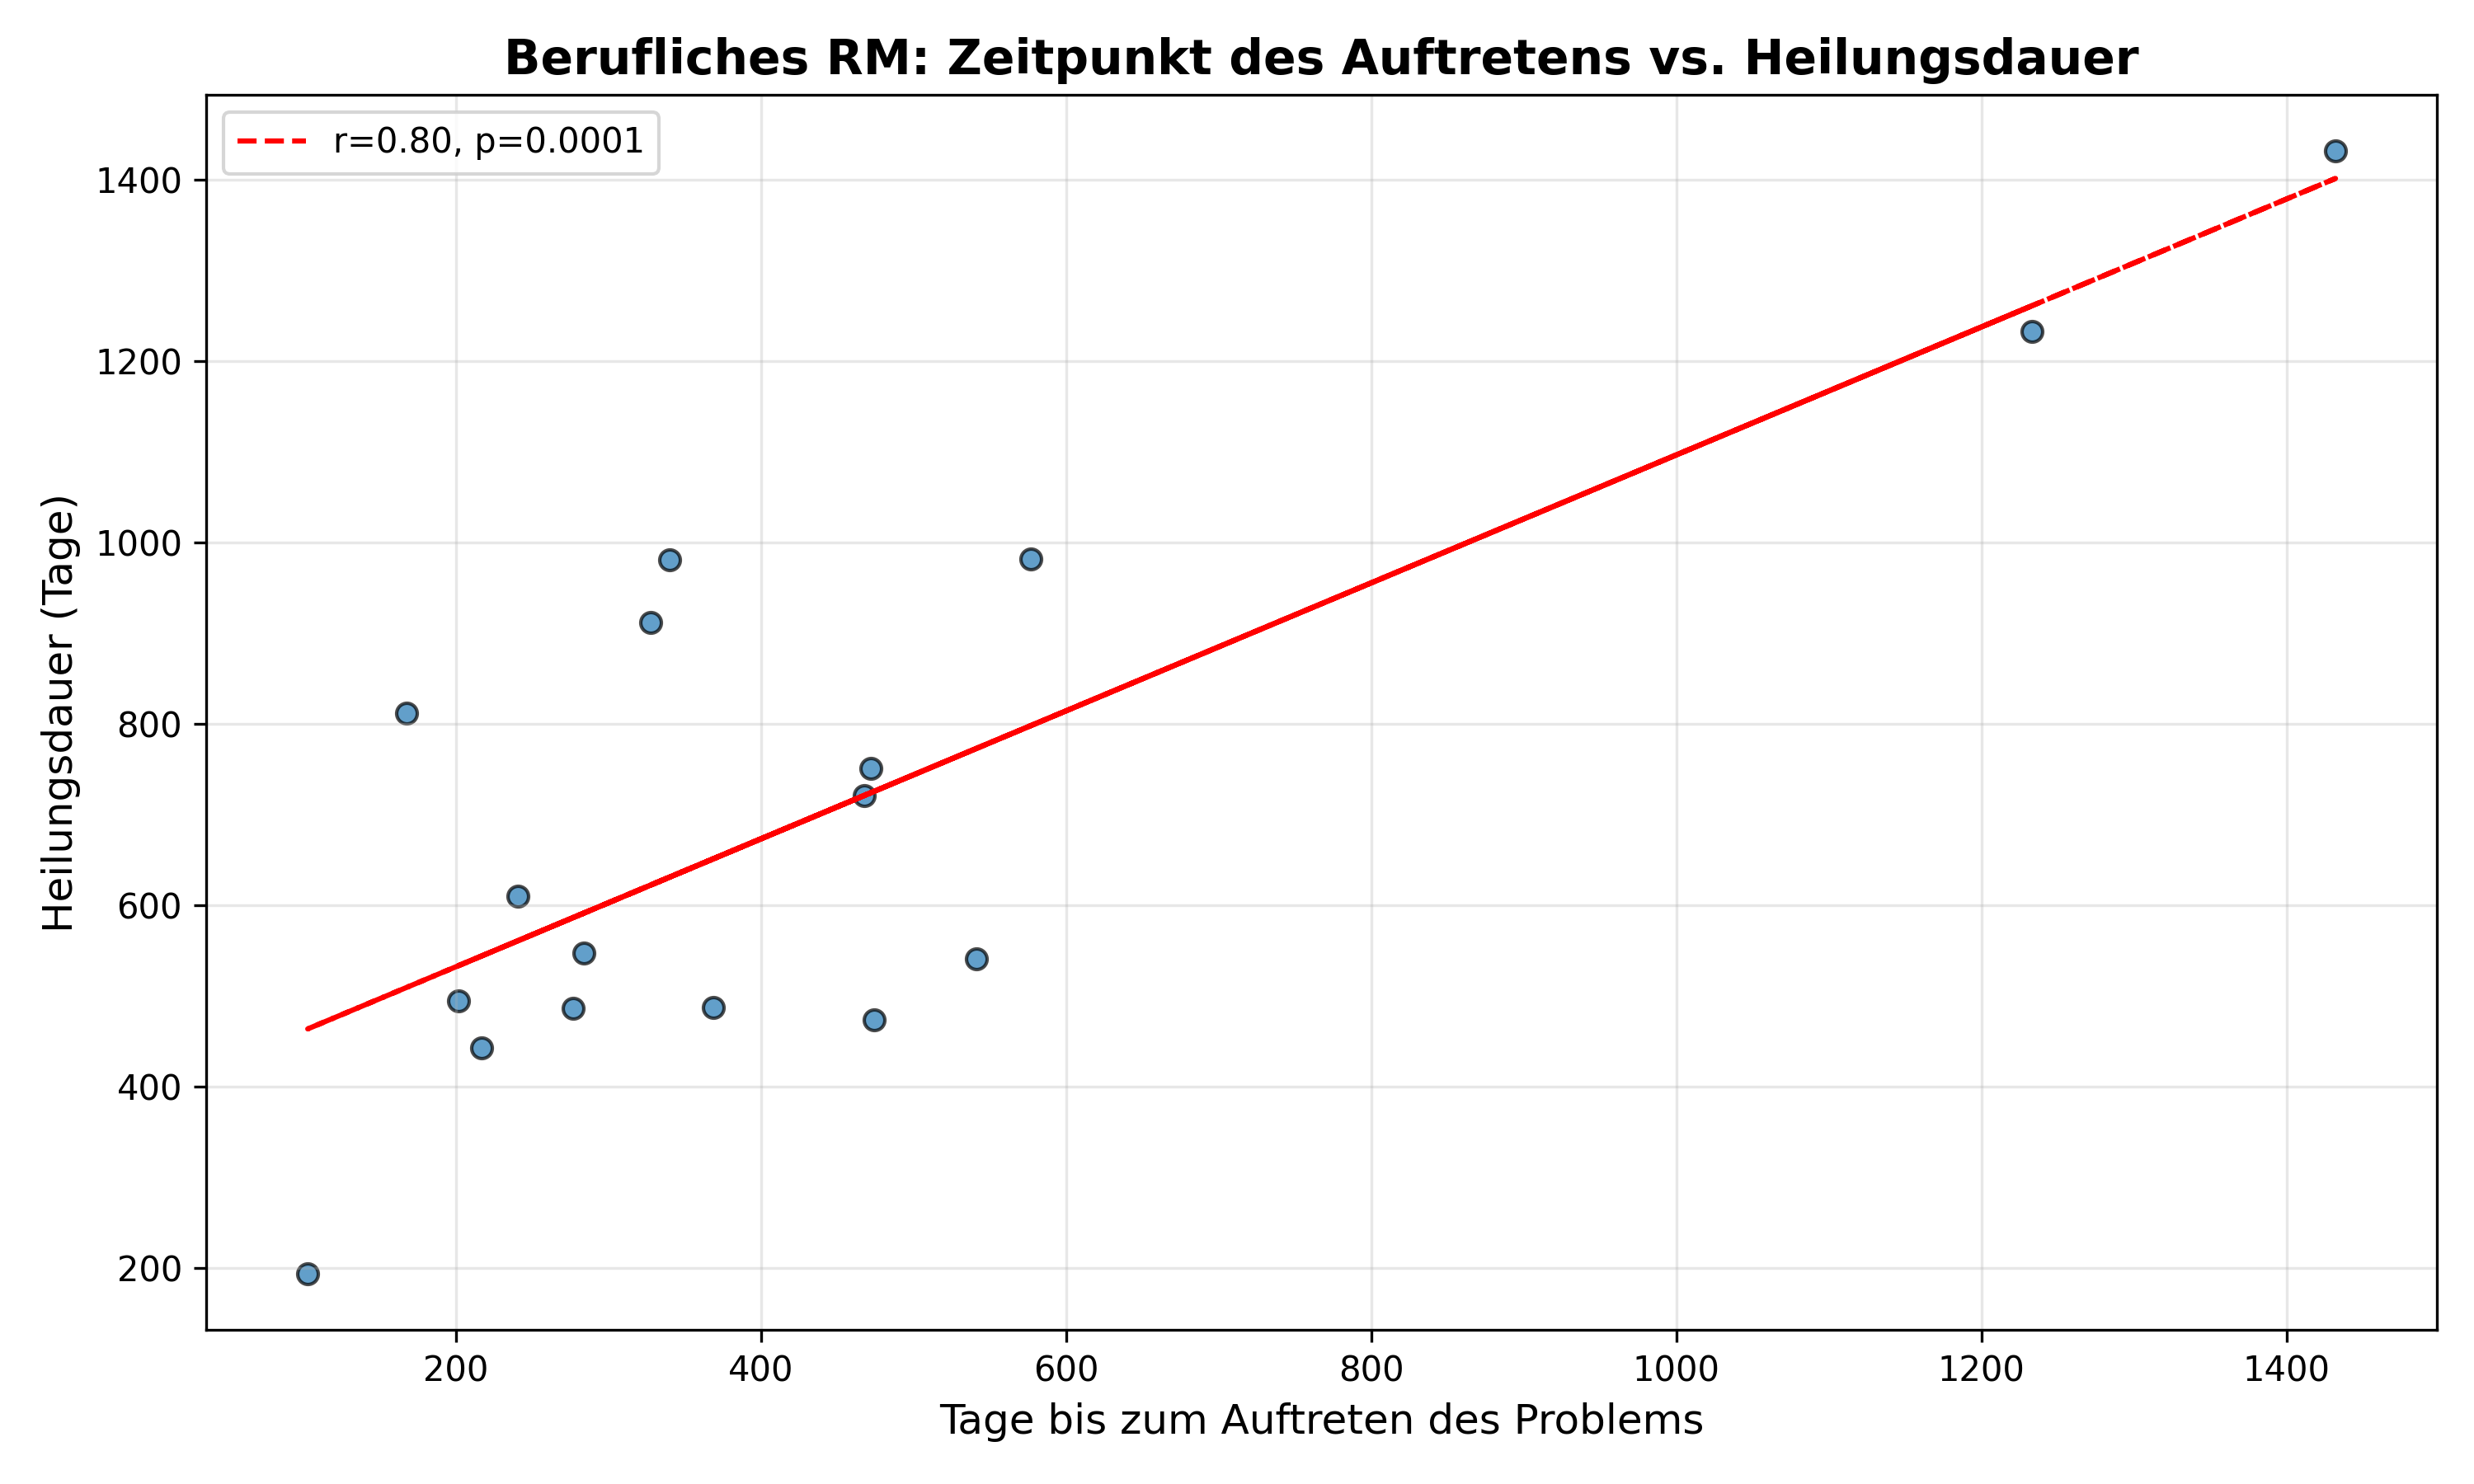 Berufliches RM: Zeitpunkt des Auftretens vs. Heilungsdauer
r=0.80, p=0.0001
Heilungsdauer (Tage)
1400
1200
1000
800
600
400
200
200 400 600 800 1000 1200 1400
Tage bis zum Auftreten des Problems